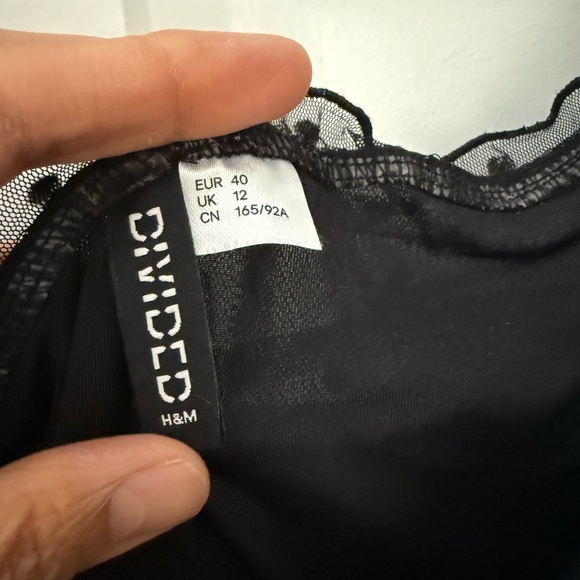 EUR 40
UK 12
CN 165/92A
DIVIDED
H&M